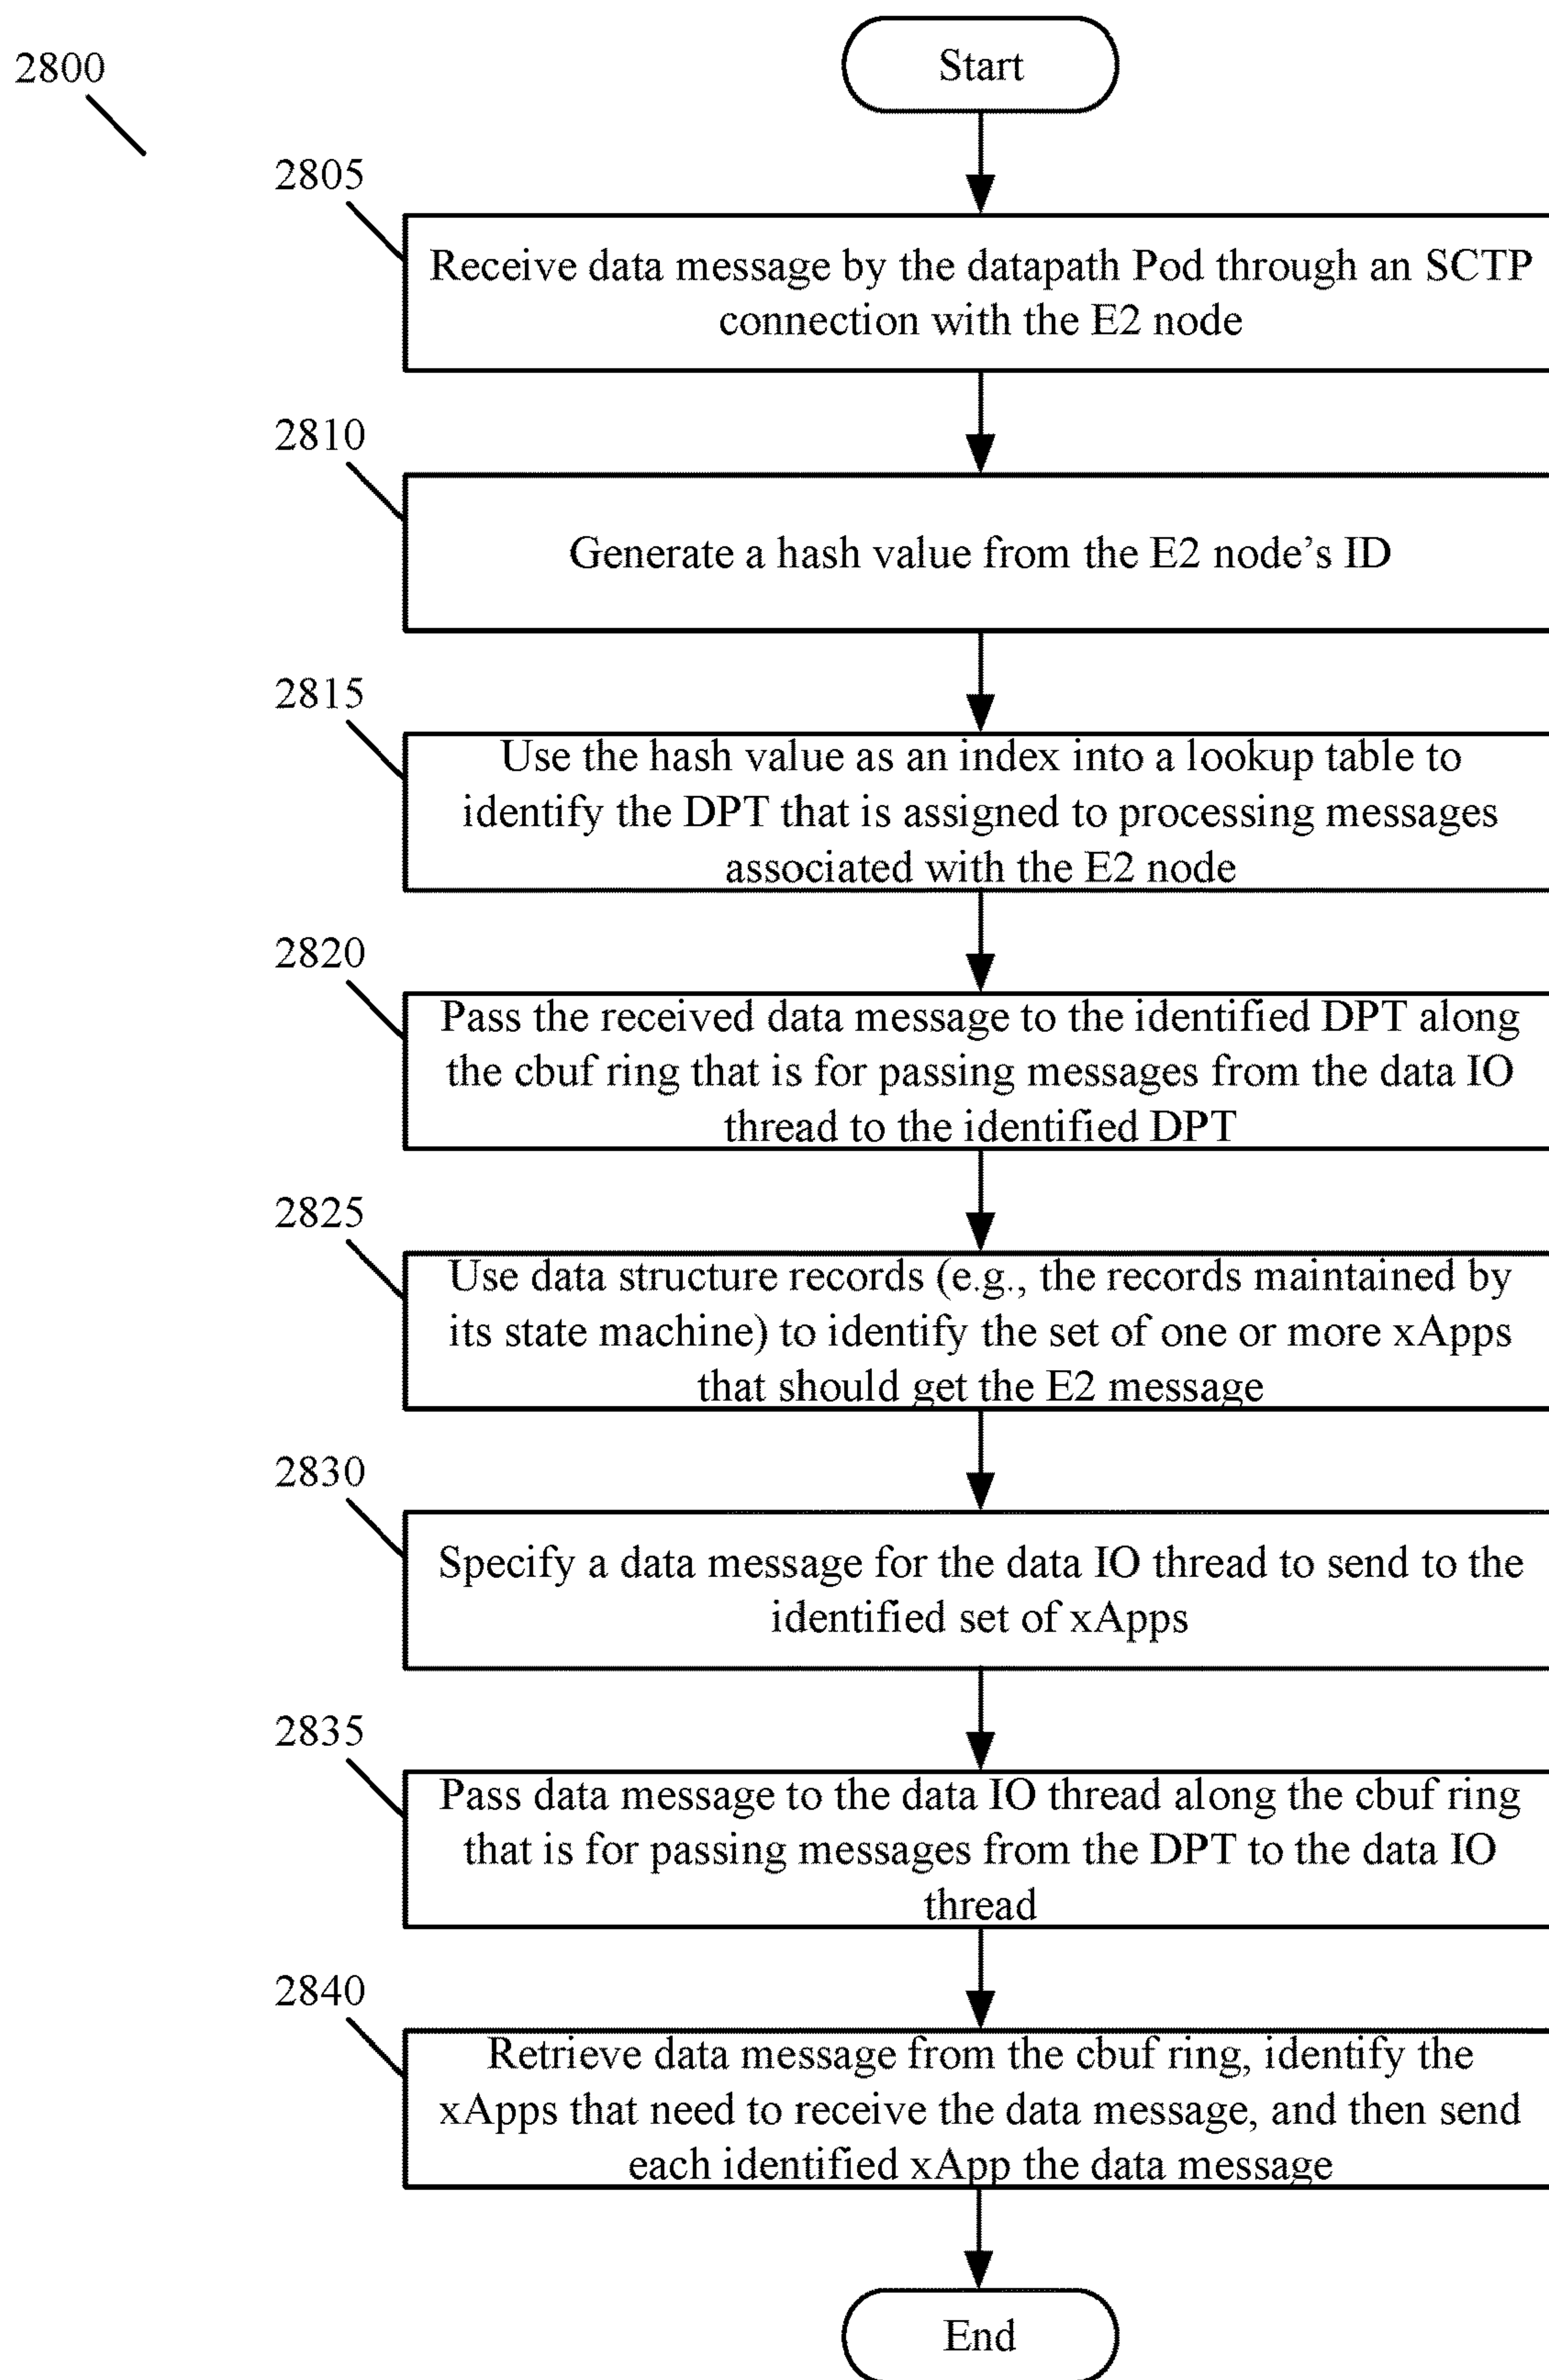 2800
Start
2805
Receive data message by the datapath Pod through an SCTP
connection with the E2 node
2810
Generate a hash value from the E2 node's ID
2815
Use the hash value as an index into a lookup table to
identify the DPT that is assigned to processing messages
associated with the E2 node
2820
Pass the received data message to the identified DPT along
the cbuf ring that is for passing messages from the data IO
thread to the identified DPT
2825
Use data structure records (e.g., the records maintained by
its state machine) to identify the set of one or more xApps
that should get the E2 message
2830
Specify a data message for the data IO thread to send to the
identified set of xApps
2835
Pass data message to the data IO thread along the cbuf ring
that is for passing messages from the DPT to the data IO
thread
2840
Retrieve data message from the cbuf ring, identify the
xApps that need to receive the data message, and then send
each identified xApp the data message
End